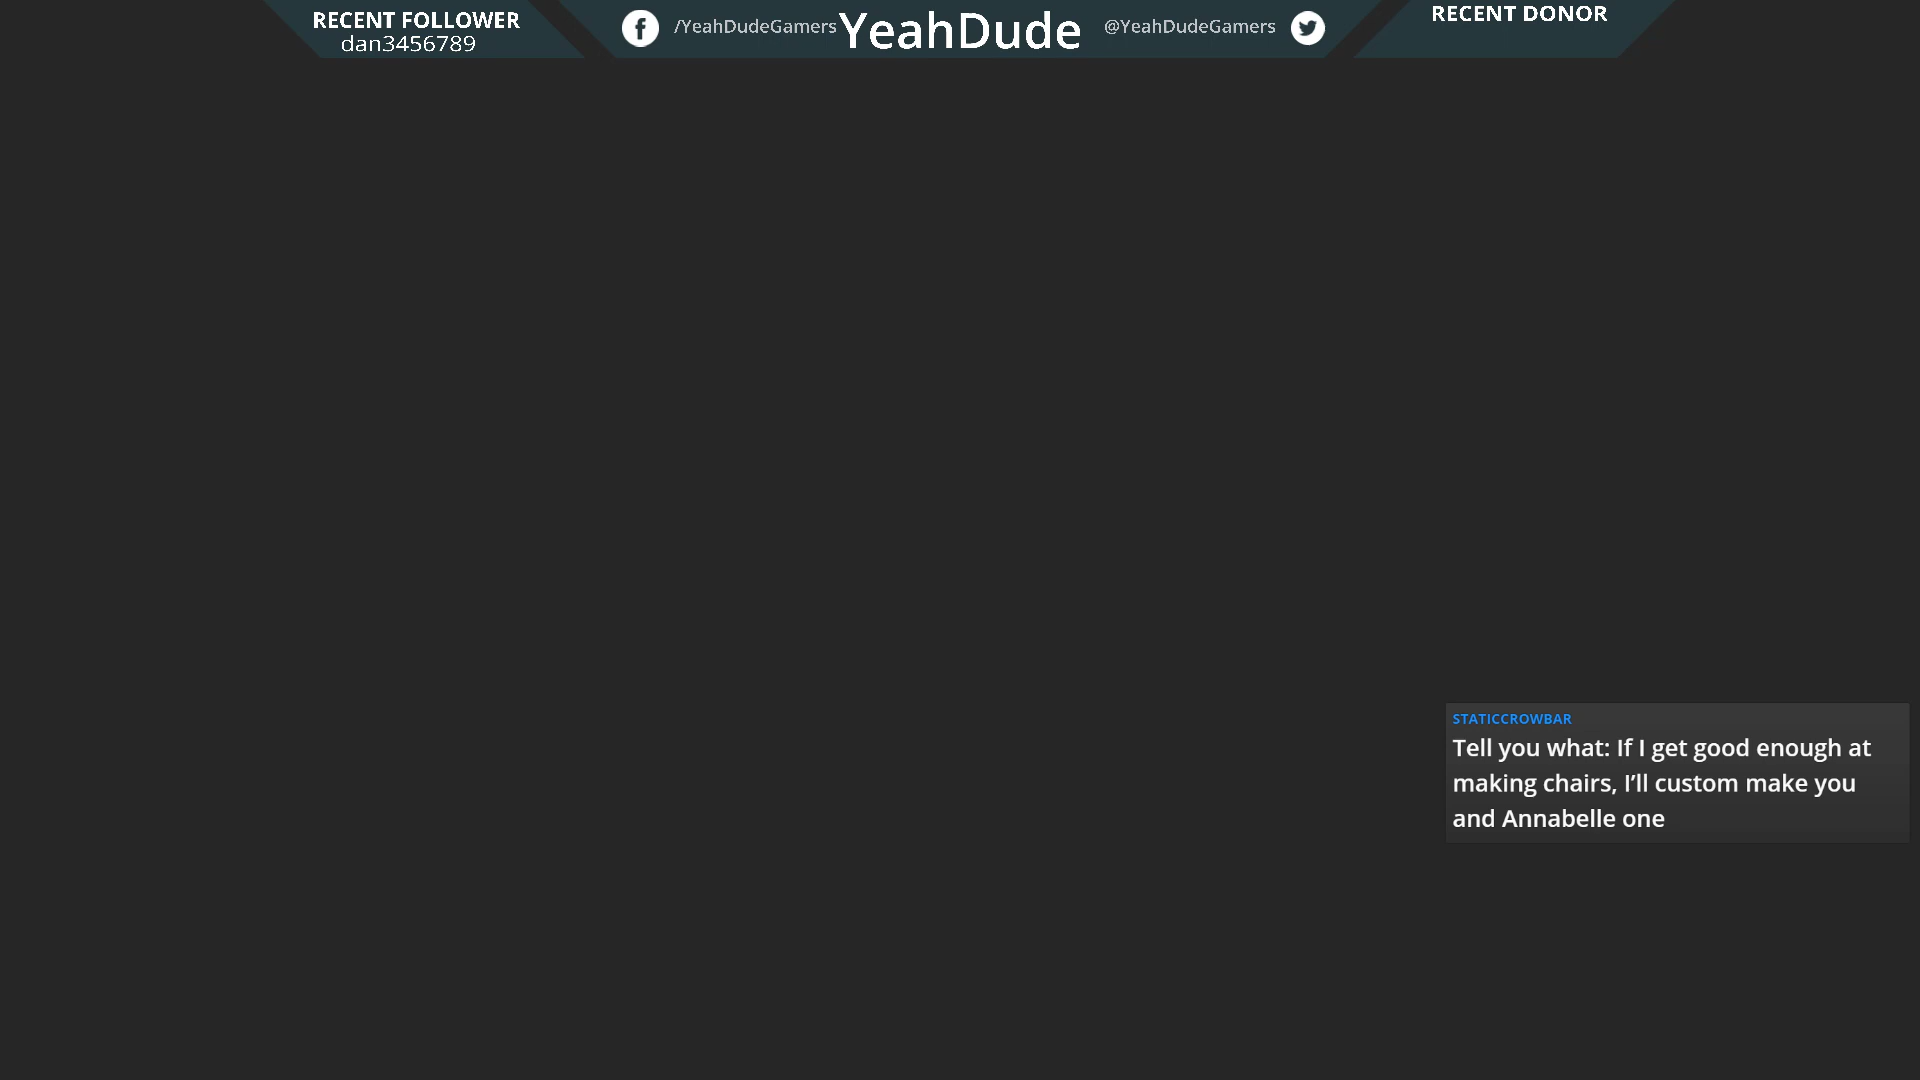 RECENT FOLLOWER
dan3456789
/YeahDudeGamers
YeahDude
@YeahDudeGamers
RECENT DONOR
STATICCROWBAR
Tell you what: If I get good enough at
making chairs, I’ll custom make you
and Annabelle one